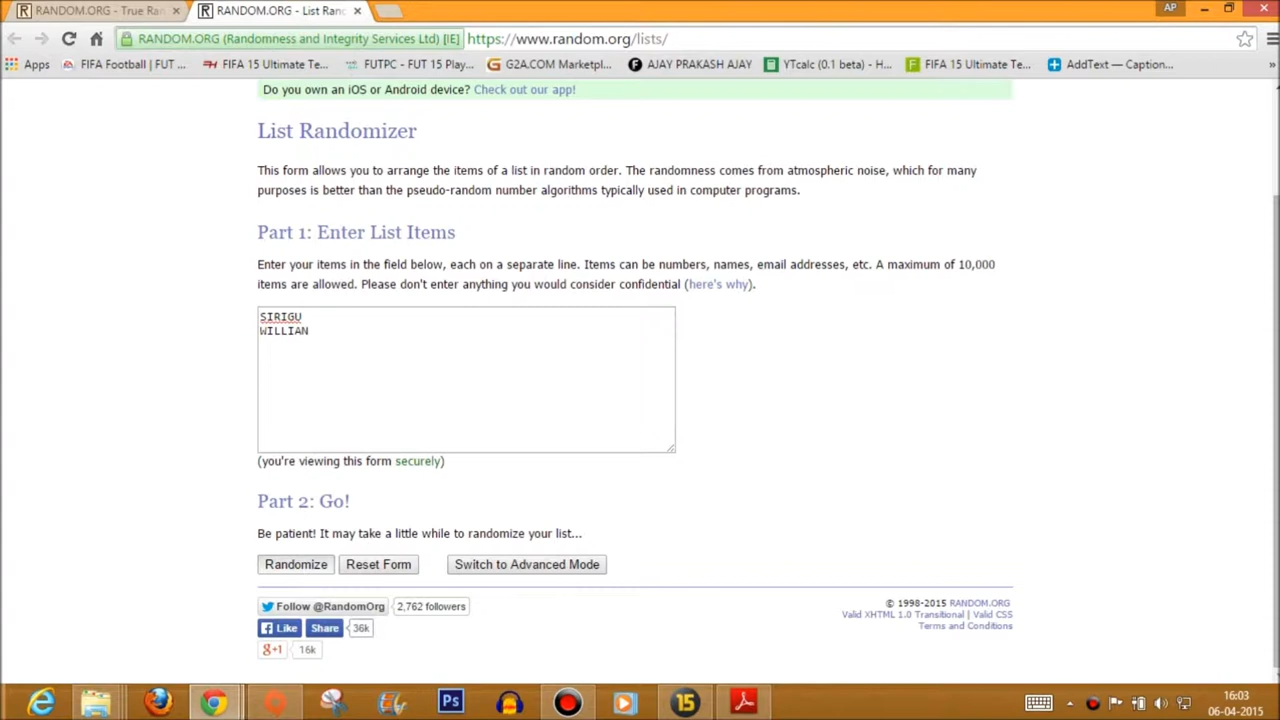 RANDOM.ORG - True Ran
RANDOM.ORG - List Ran
AP
RANDOM.ORG (Randomness and Integrity Services Ltd) [IE] https://www.random.org/lists/
Apps FIFA Football | FUT ... FIFA 15 Ultimate Te... FUTPC - FUT 15 Play... G2A.COM Marketpl... AJAY PRAKASH AJAY YTcalc (0.1 beta) - H... FIFA 15 Ultimate Te... AddText — Caption... »
Do you own an iOS or Android device? Check out our app!
List Randomizer
This form allows you to arrange the items of a list in random order. The randomness comes from atmospheric noise, which for many
purposes is better than the pseudo-random number algorithms typically used in computer programs.
Part 1: Enter List Items
Enter your items in the field below, each on a separate line. Items can be numbers, names, email addresses, etc. A maximum of 10,000
items are allowed. Please don't enter anything you would consider confidential (here's why).
SIRIGU
WILLIAN
(you're viewing this form securely)
Part 2: Go!
Be patient! It may take a little while to randomize your list...
Randomize Reset Form Switch to Advanced Mode
Follow @RandomOrg 2,762 followers
Like Share 36k
g+1 16k
© 1998-2015 RANDOM.ORG
Valid XHTML 1.0 Transitional | Valid CSS
Terms and Conditions
Ps
15
16:03
06-04-2015